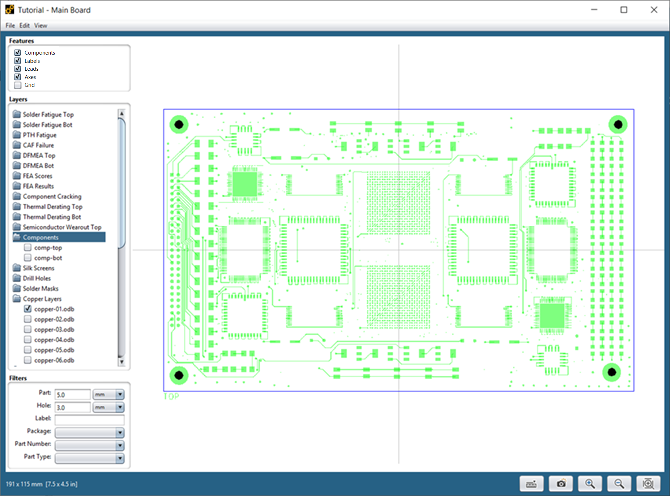 Tutorial - Main Board
File Edit View
Features
Components
Labels
Leads
Axes
Grid
Layers
Solder Fatigue Top
Solder Fatigue Bot
PTH Fatigue
CAF Failure
DFMEA Top
DFMEA Bot
FEA Scores
FEA Results
Component Cracking
Thermal Derating Top
Thermal Derating Bot
Semiconductor Wearout Top
Components
comp-top
comp-bot
Silk Screens
Drill Holes
Solder Masks
Copper Layers
copper-01.odb
copper-02.odb
copper-03.odb
copper-04.odb
copper-05.odb
copper-06.odb
Filters
Part: 5.0 mm
Hole: 3.0 mm
Label:
Package:
Part Number:
Part Type:
TOP
191 x 115 mm [7.5 x 4.5 in]